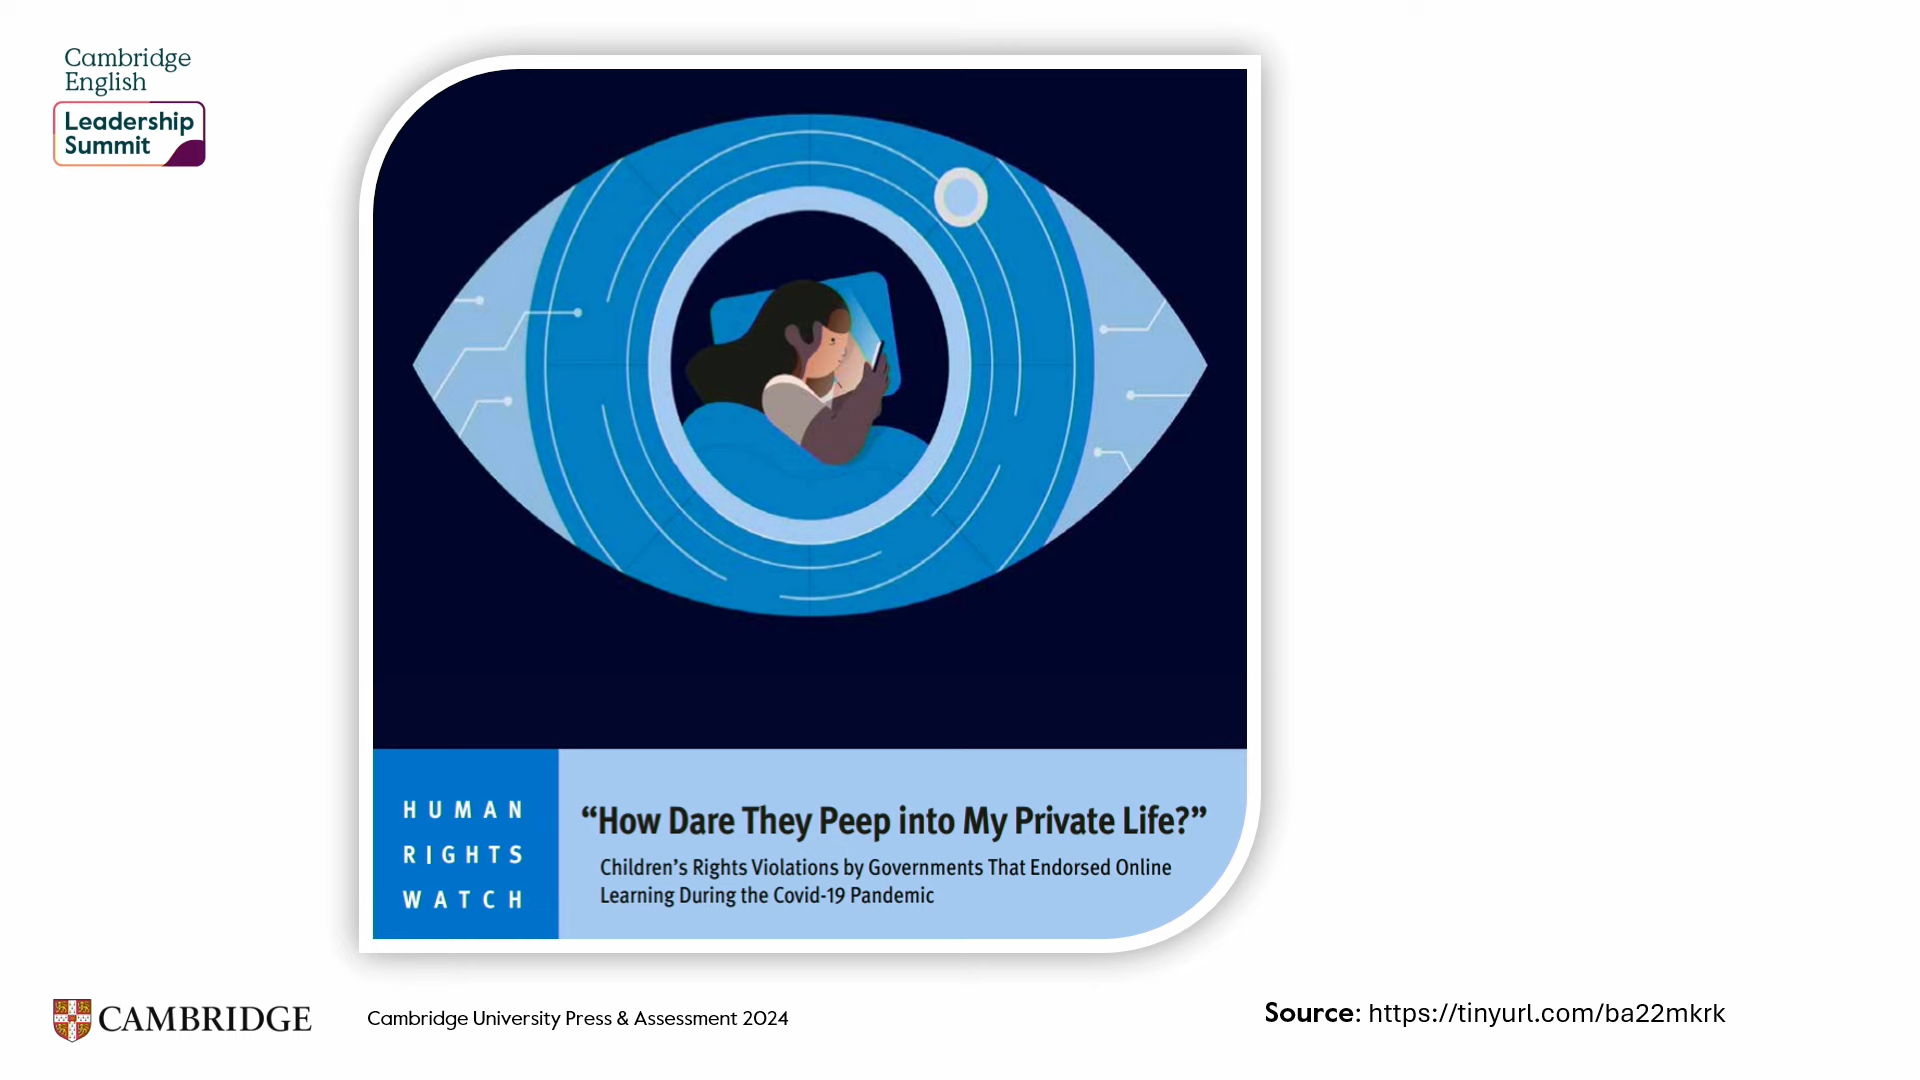 Cambridge
English
Leadership
Summit
HUMAN
RIGHTS
WATCH
“How Dare They Peep into My Private Life?”
Children’s Rights Violations by Governments That Endorsed Online
Learning During the Covid-19 Pandemic
CAMBRIDGE
Cambridge University Press & Assessment 2024
Source: https://tinyurl.com/ba22mkrk